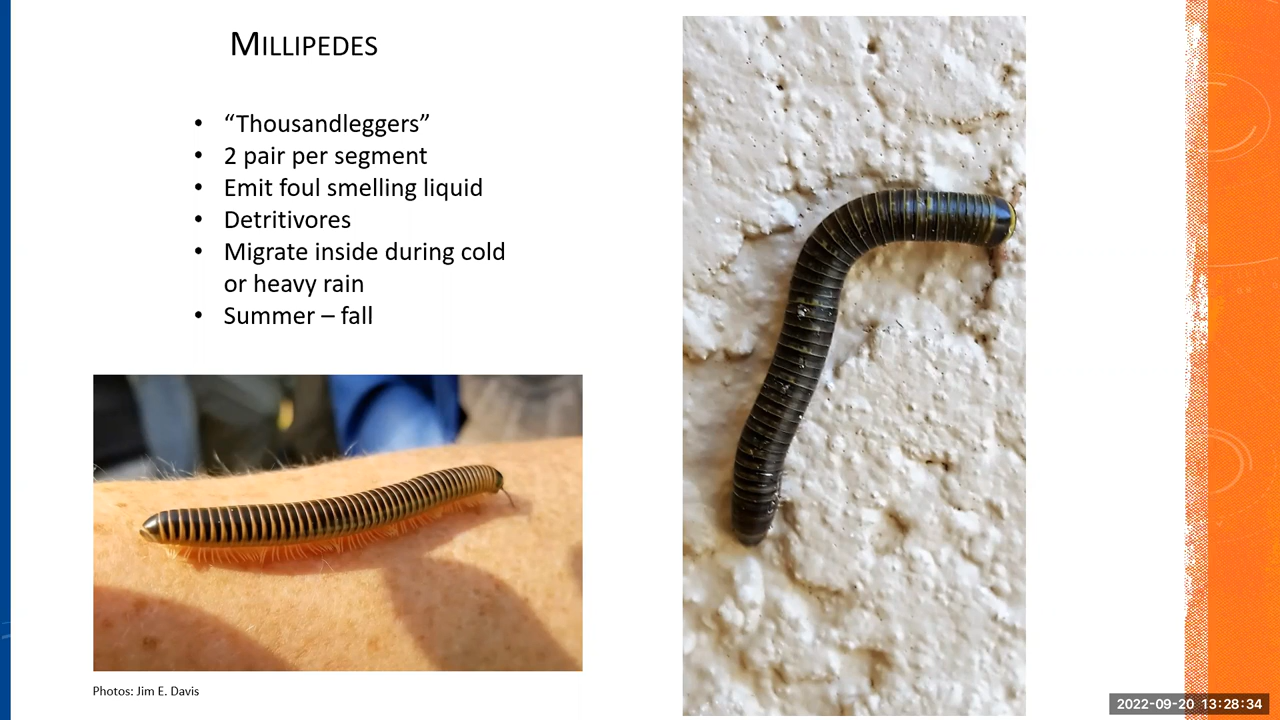 MILLIPEDES
• “Thousandleggers”
• 2 pair per segment
• Emit foul smelling liquid
• Detritivores
• Migrate inside during cold
or heavy rain
• Summer – fall
Photos: Jim E. Davis
2022-09-20 13:28:34